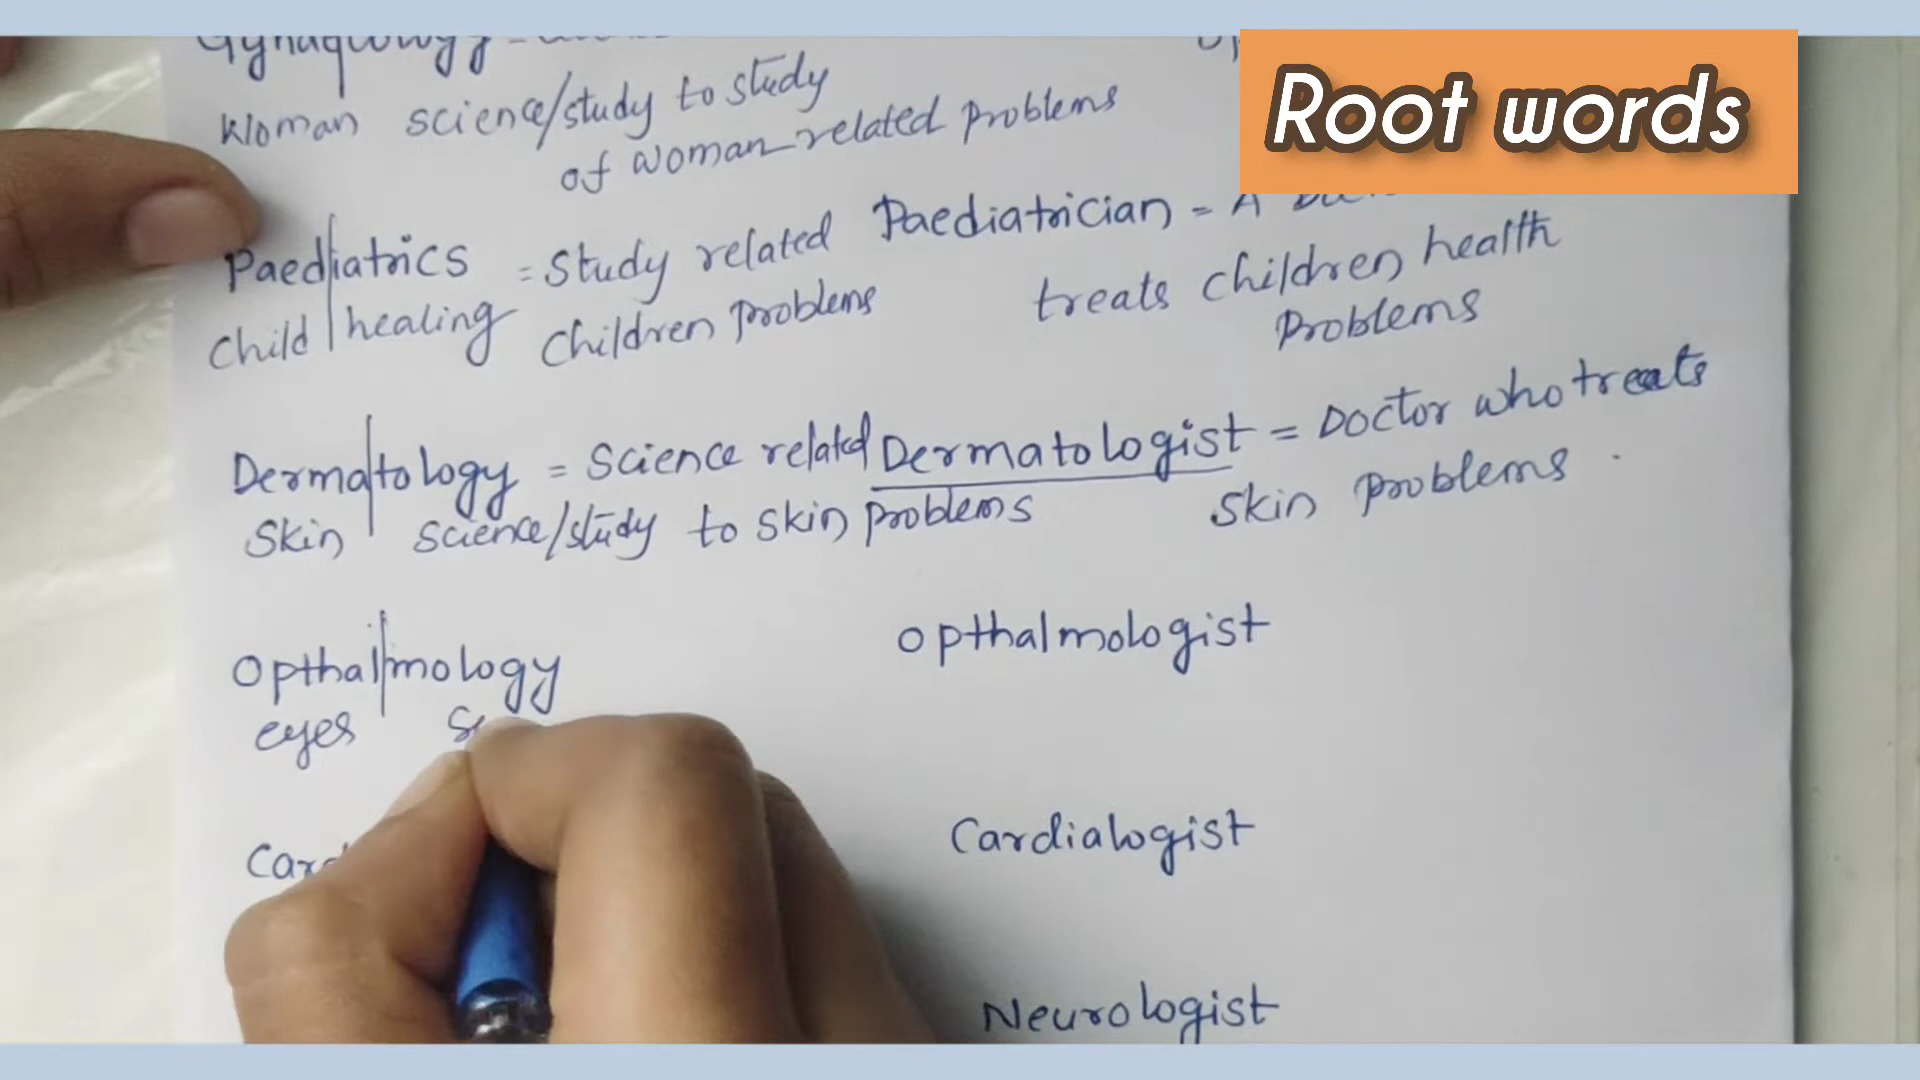 Root words
Woman science/study to study
of woman related problems
Paediatrics = Study related Paediatrician = A
child healing children problems treats children health
problems
Dermatology = Science related Dermatologist = Doctor who treats
Skin science/study to skin problems skin problems .
Opthalmology Opthalmologist
eyes
Cardialogist
Neurologist